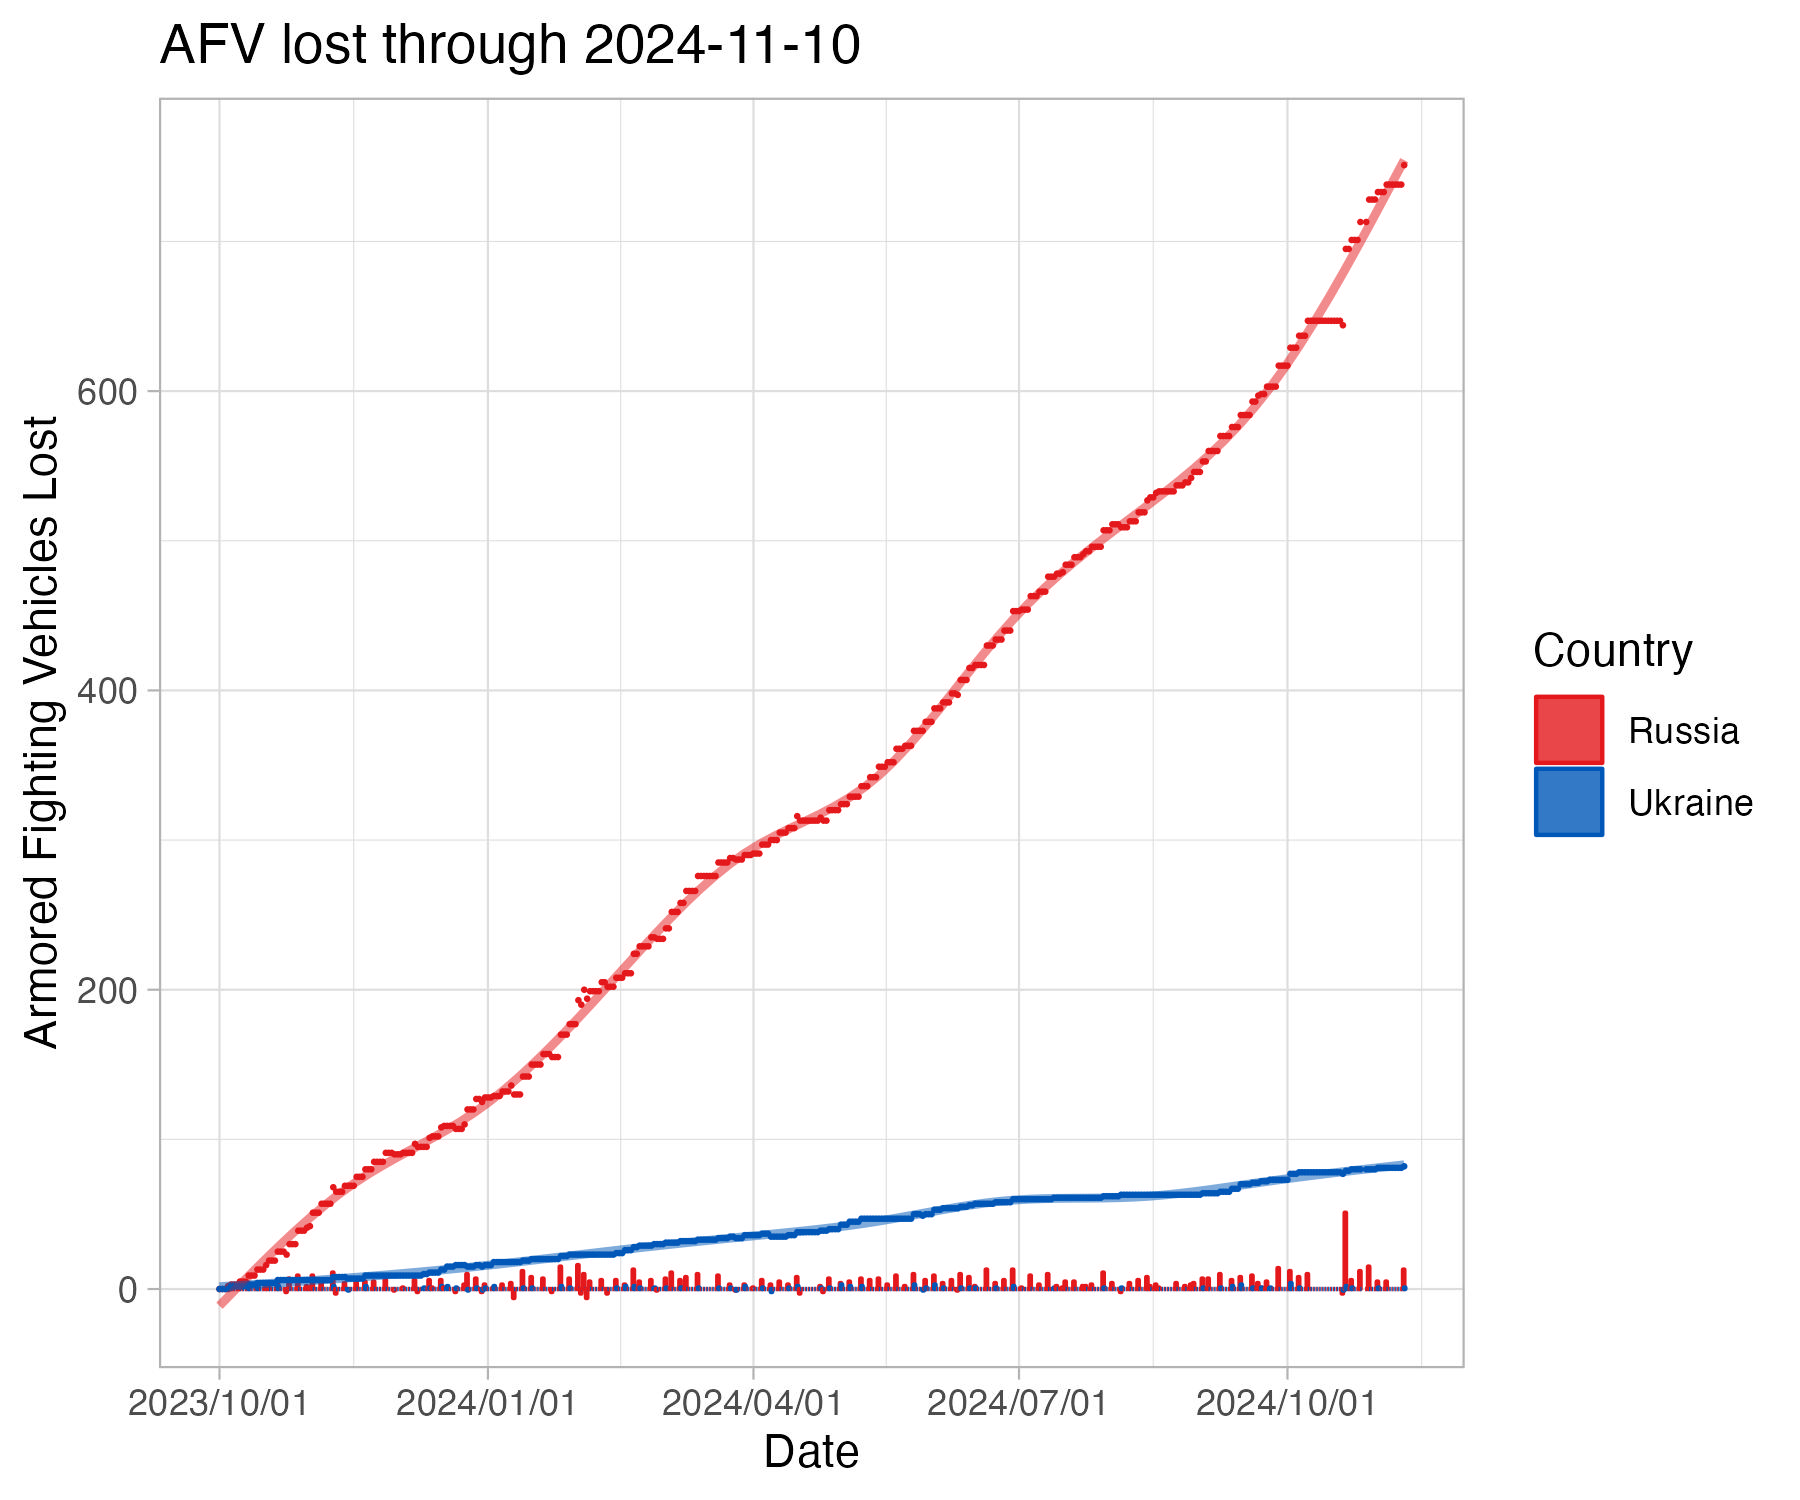 AFV lost through 2024-11-10
Armored Fighting Vehicles Lost
600
400
200
0
2023/10/01 2024/01/01 2024/04/01 2024/07/01 2024/10/01
Date
Country
Russia
Ukraine